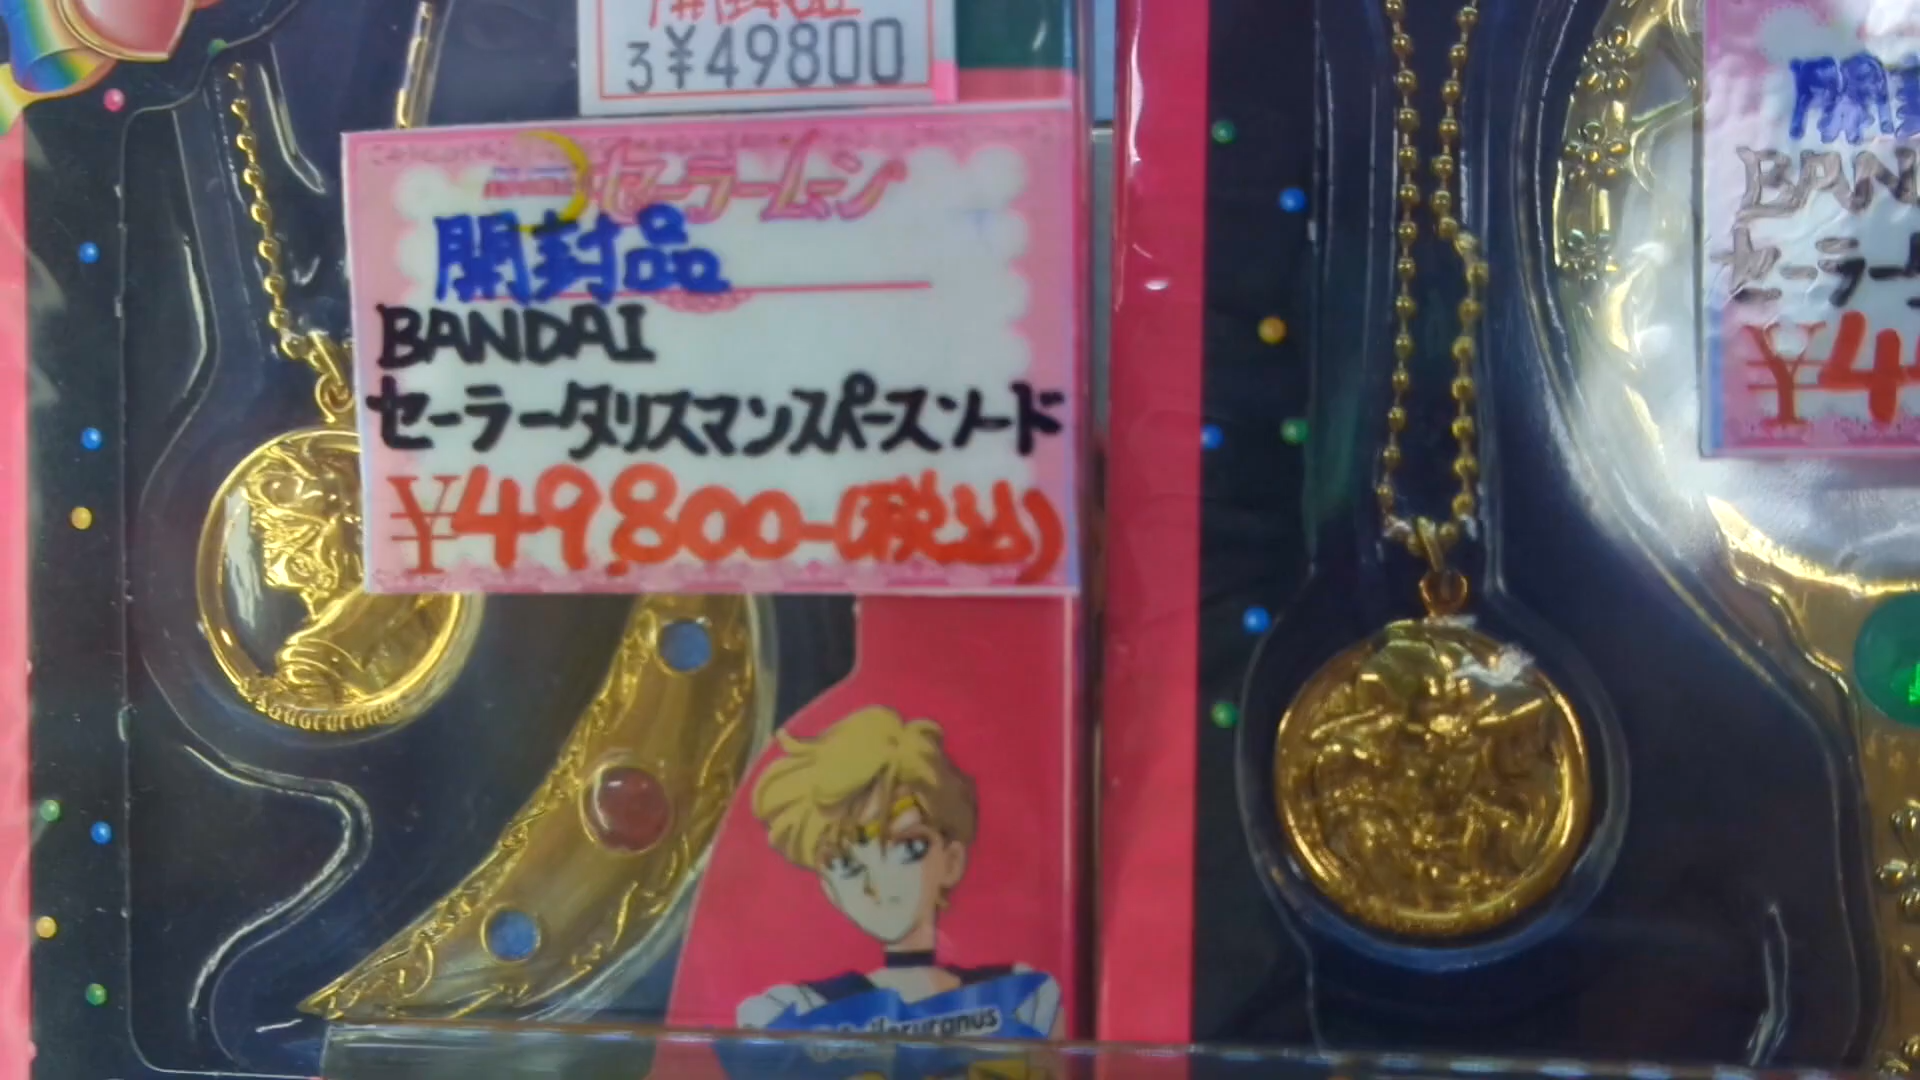 3￥49800
セーラームーン
開封品
BANDAI
セーラータリスマンスペースソード
￥49,800-(税込)
BAN
セーラー
￥4
Sailoruranus